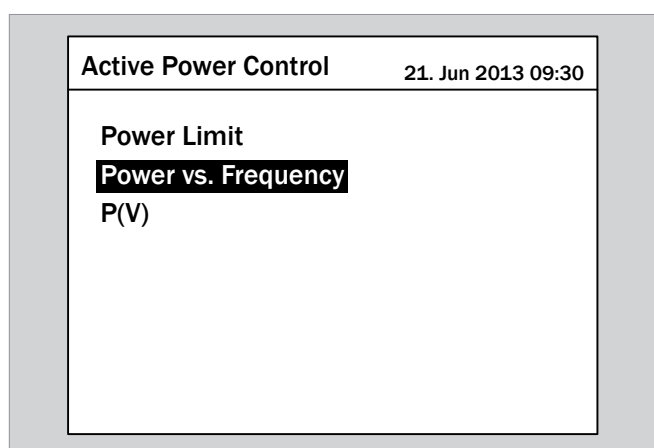 Active Power Control 21. Jun 2013 09:30
Power Limit
Power vs. Frequency
P(V)